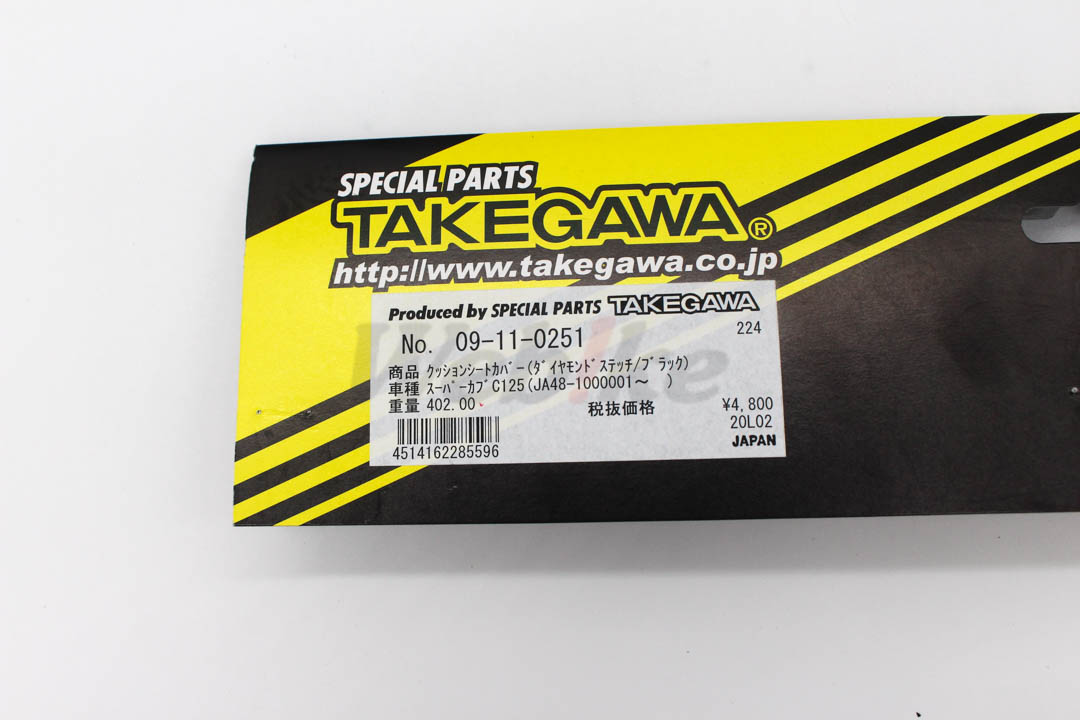 SPECIAL PARTS
TAKEGAWA®
http://www.takegawa.co.jp
Produced by SPECIAL PARTS TAKEGAWA
No. 09-11-0251 224
商品 ｸｯｼｮﾝｼｰﾄｶﾊﾞｰ(ﾀﾞｲﾔﾓﾝﾄﾞｽﾃｯﾁ/ﾌﾞﾗｯｸ)
車種 ｽｰﾊﾟｰｶﾌﾞC125(JA48-1000001～ )
重量 402.00 税抜価格 ¥4,800
20L02
4514162285596 JAPAN
Webike